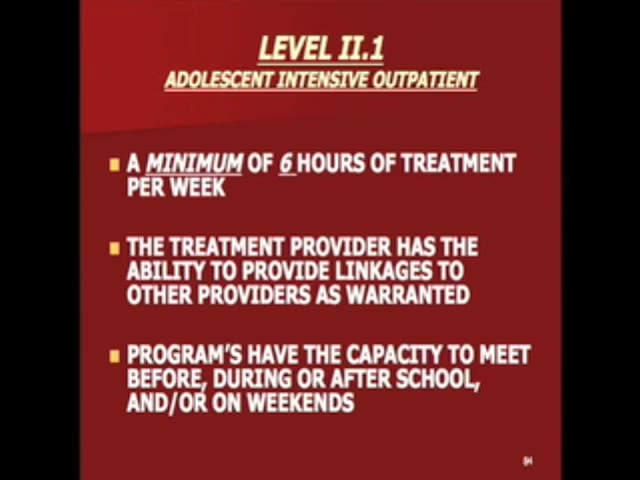 LEVEL II.1
ADOLESCENT INTENSIVE OUTPATIENT
A MINIMUM OF 6 HOURS OF TREATMENT
PER WEEK
THE TREATMENT PROVIDER HAS THE
ABILITY TO PROVIDE LINKAGES TO
OTHER PROVIDERS AS WARRANTED
PROGRAM'S HAVE THE CAPACITY TO MEET
BEFORE, DURING OR AFTER SCHOOL,
AND/OR ON WEEKENDS
84